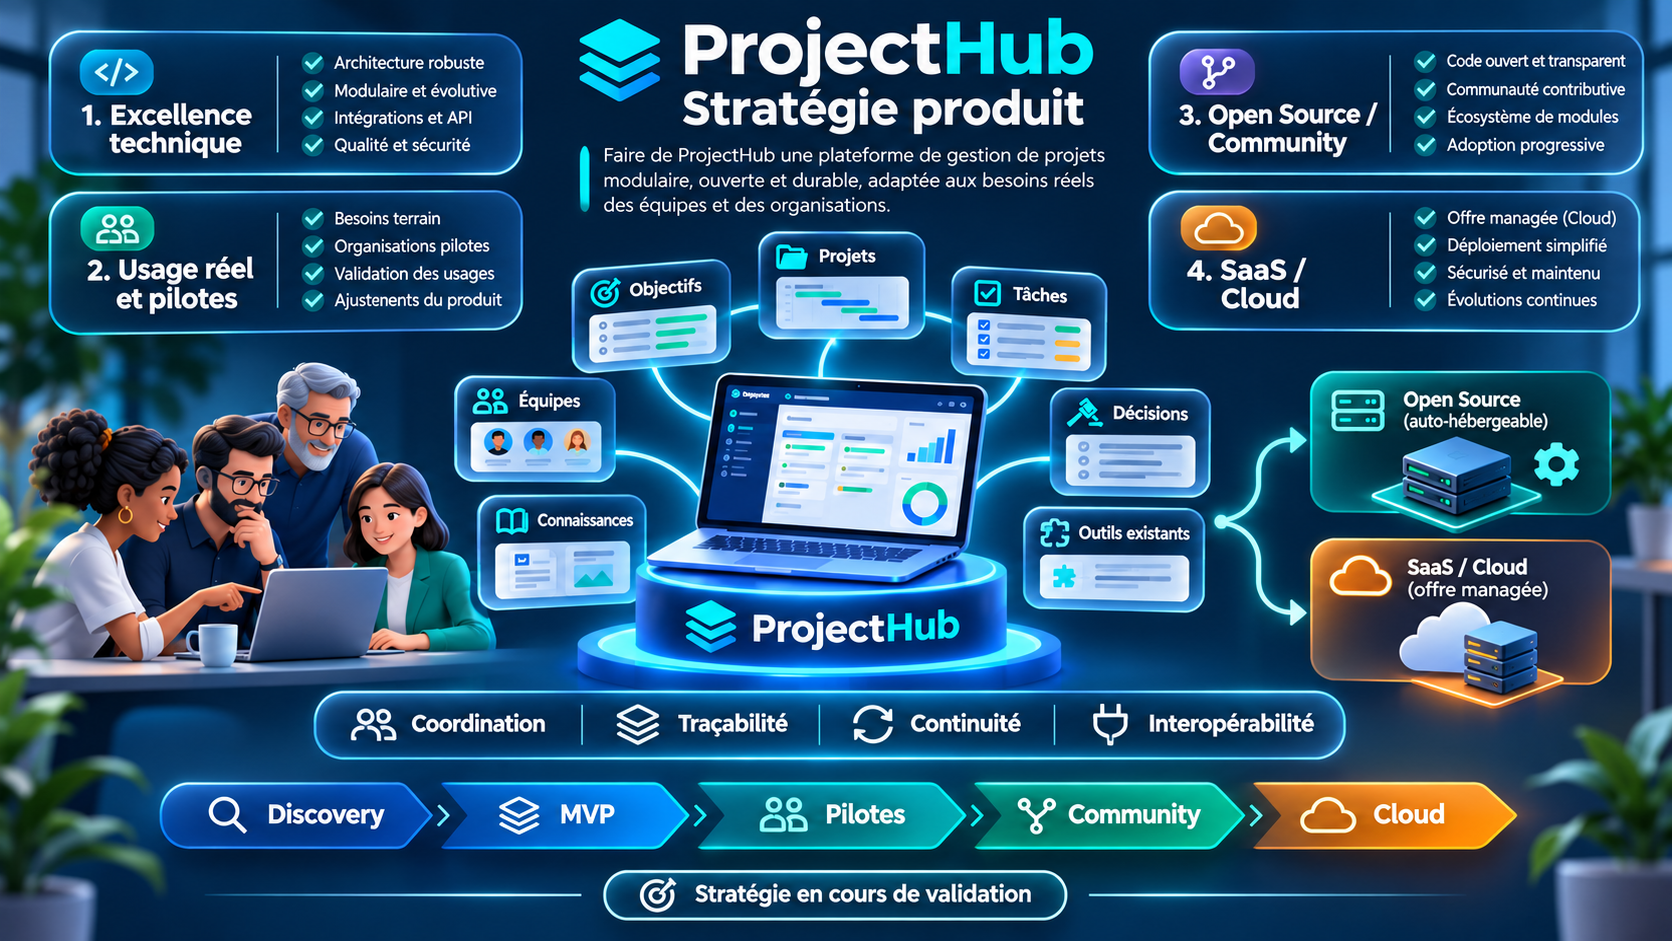 ProjectHub
Stratégie produit
Faire de ProjectHub une plateforme de gestion de projets
modulaire, ouverte et durable, adaptée aux besoins réels
des équipes et des organisations.
1. Excellence
technique
Architecture robuste
Modulaire et évolutive
Intégrations et API
Qualité et sécurité
2. Usage réel
et pilotes
Besoins terrain
Organisations pilotes
Validation des usages
Ajustenents du produit
3. Open Source /
Community
Code ouvert et transparent
Communauté contributive
Écosystème de modules
Adoption progressive
4. SaaS /
Cloud
Offre managée (Cloud)
Déploiement simplifié
Sécurisé et maintenu
Évolutions continues
Objectifs
Projets
Tâches
Équipes
Décisions
Connaissances
Outils existants
ProjectHub
Open Source
(auto-hébergeable)
SaaS / Cloud
(offre managée)
Coordination
Traçabilité
Continuité
Interopérabilité
Discovery
MVP
Pilotes
Community
Cloud
Stratégie en cours de validation